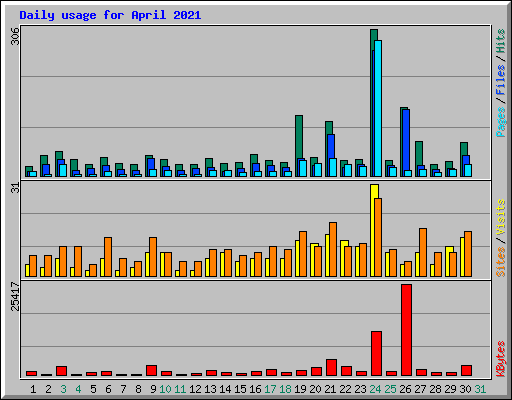 Daily usage for April 2021
306
Pages / Files / Hits
31
Sites / Visits
25417
KBytes
1 2 3 4 5 6 7 8 9 10 11 12 13 14 15 16 17 18 19 20 21 22 23 24 25 26 27 28 29 30 31